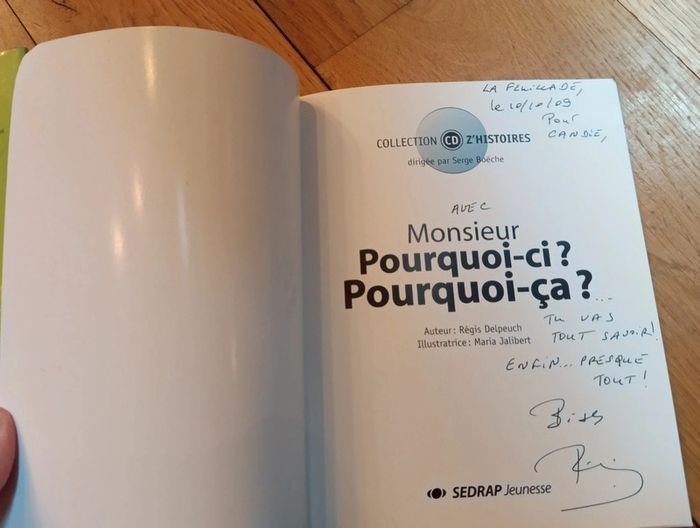 LA FEUILLADE,
le 10/10/09
Pour
CANDIE,
COLLECTION CD Z'HISTOIRES
dirigée par Serge Boëche
AVEC
Monsieur
Pourquoi-ci ?
Pourquoi-ça ? ...
TU VAS
Auteur : Régis Delpeuch
TOUT SAVOIR !
Illustratrice : Maria Jalibert
ENFIN... PRESQUE
TOUT !
Bises
SEDRAP Jeunesse